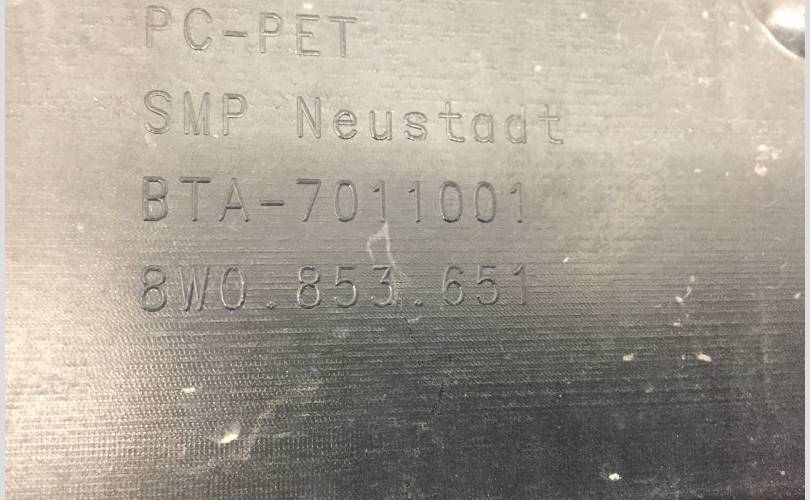 PC-PET
SMP Neustadt
BTA-7011001
8W0.853.651